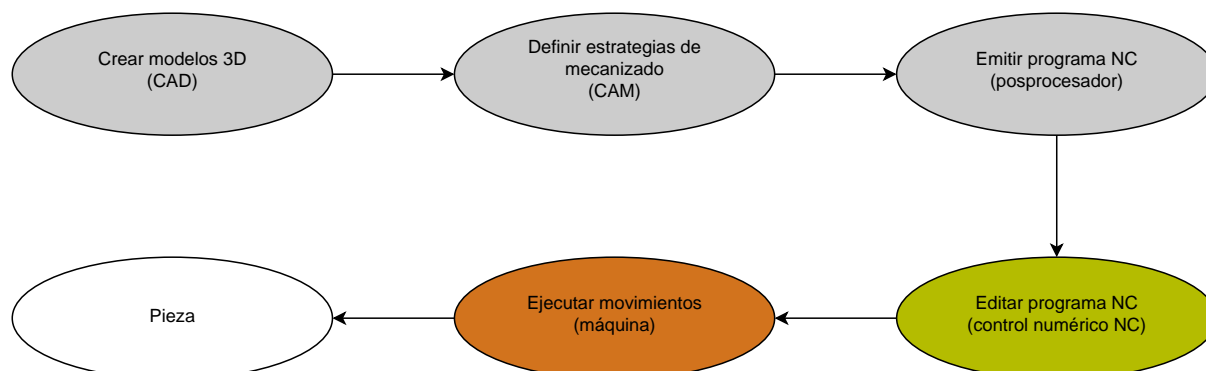 Crear modelos 3D
(CAD)
Definir estrategias de
mecanizado
(CAM)
Emitir programa NC
(posprocesador)
Pieza
Ejecutar movimientos
(máquina)
Editar programa NC
(control numérico NC)